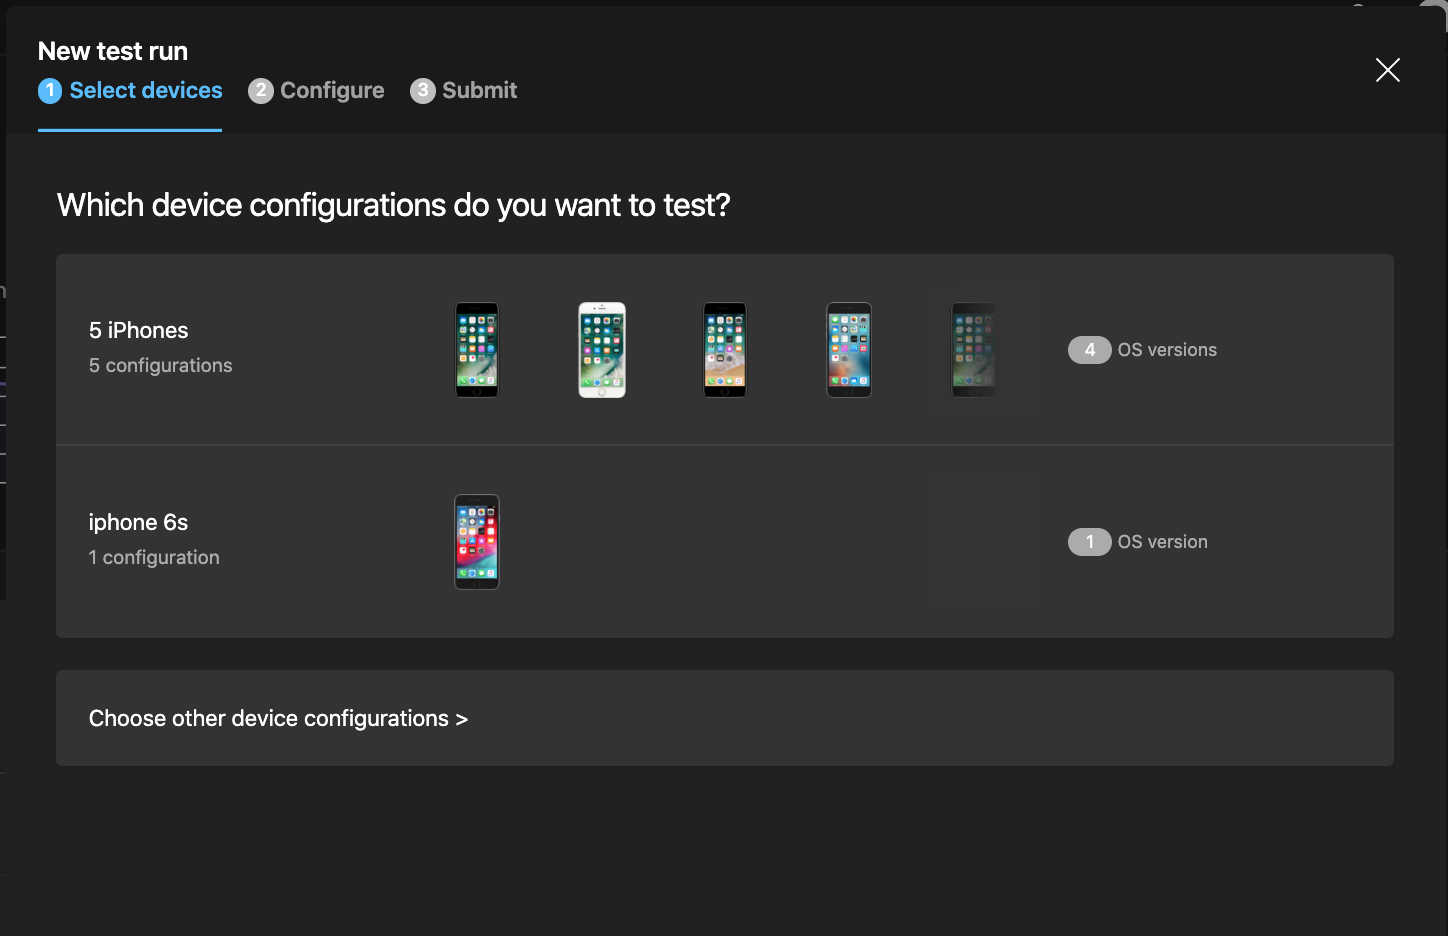 New test run
1 Select devices 2 Configure 3 Submit
Which device configurations do you want to test?
5 iPhones
5 configurations
4 OS versions
iphone 6s
1 configuration
1 OS version
Choose other device configurations >